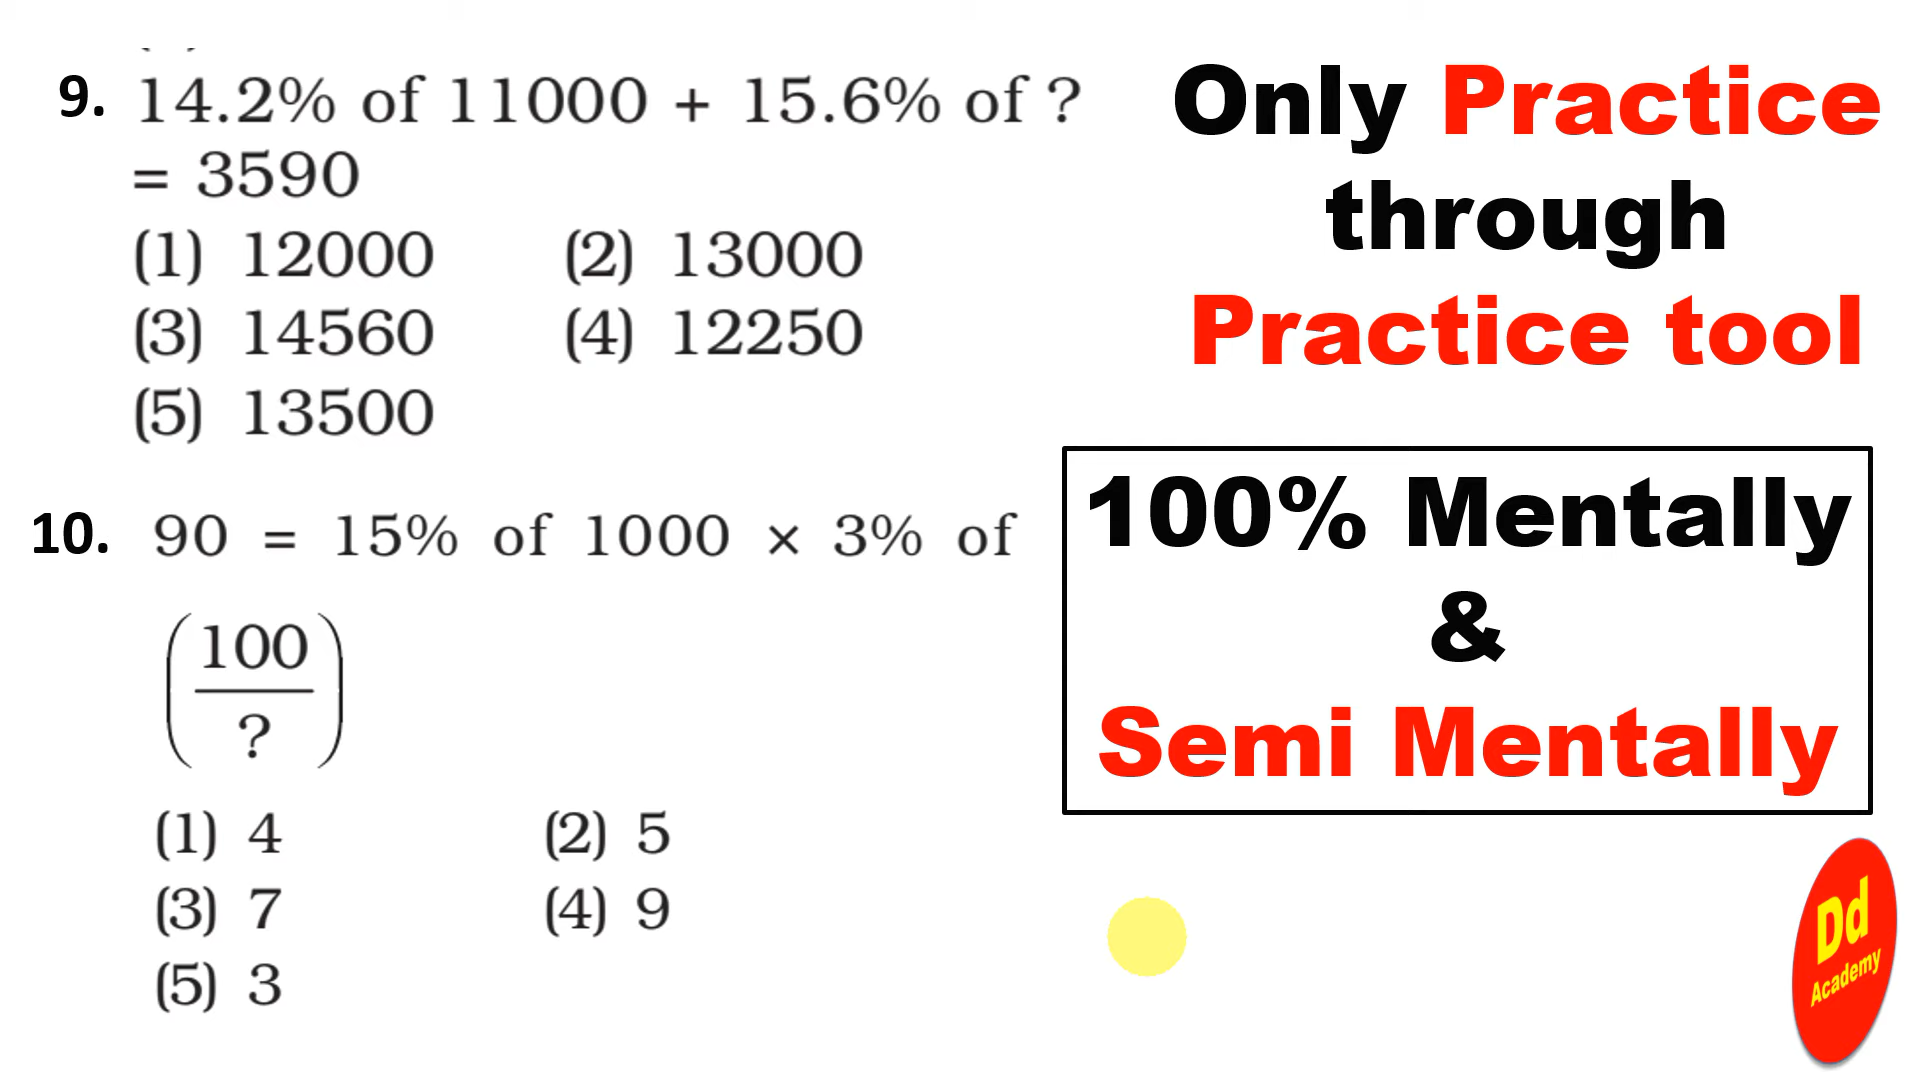 9. 14.2% of 11000 + 15.6% of ?
= 3590
(1) 12000 (2) 13000
(3) 14560 (4) 12250
(5) 13500
10. 90 = 15% of 1000 × 3% of
(100/?)
(1) 4 (2) 5
(3) 7 (4) 9
(5) 3
Only Practice
through
Practice tool
100% Mentally
&
Semi Mentally
Dd
Academy